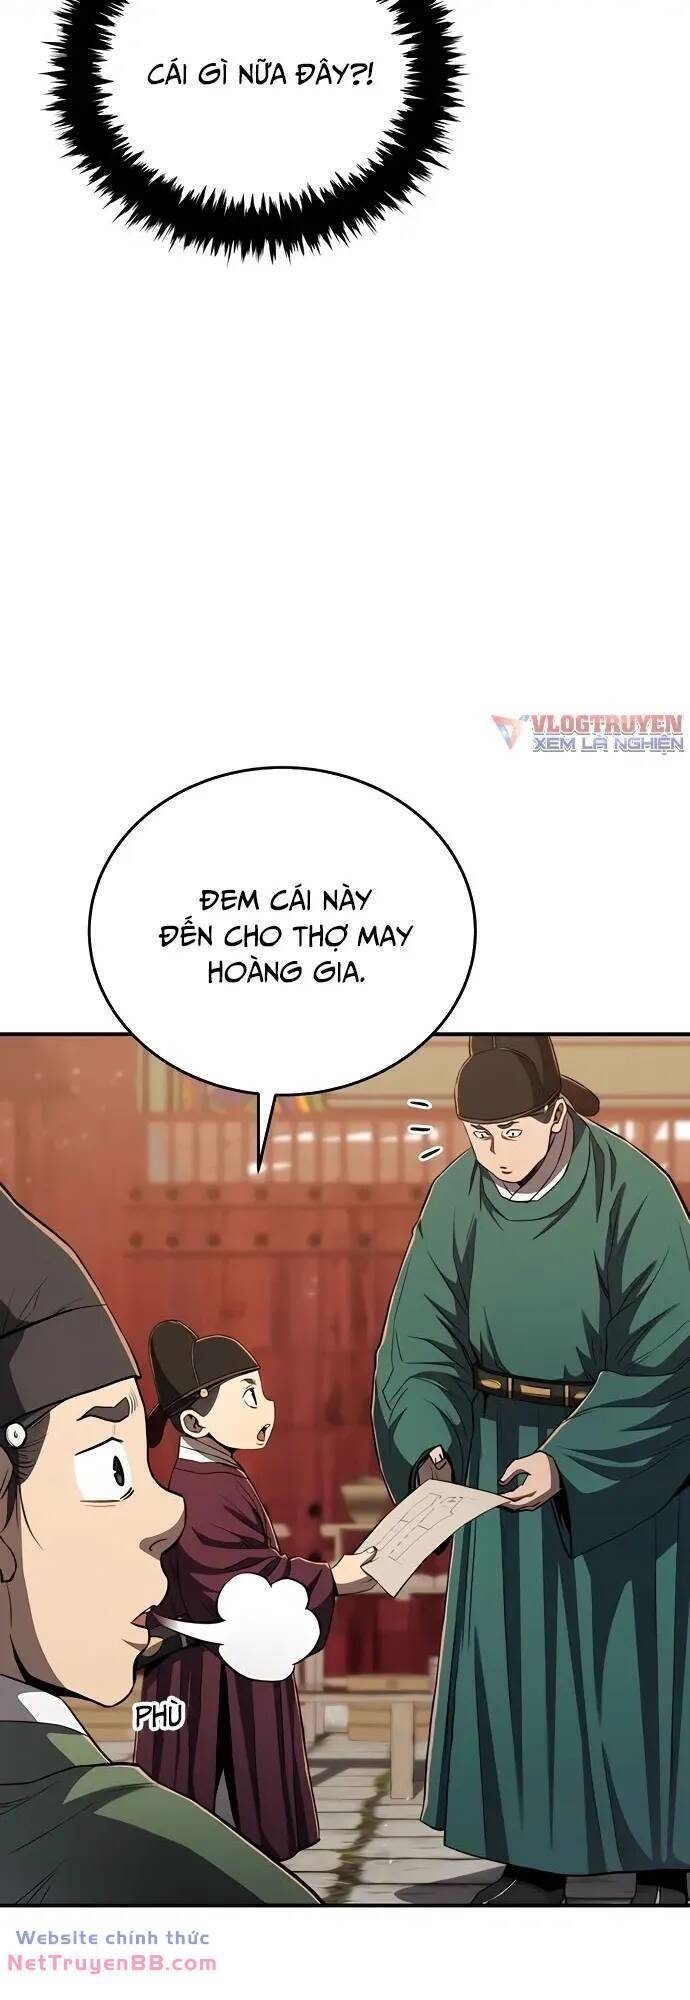 CÁI GÌ NỮA ĐÂY?!
VLOGTRUYEN
XEM LÀ NGHIỆN
ĐEM CÁI NÀY
ĐẾN CHO THỢ MAY
HOÀNG GIA.
PHÙ
Website chính thức
NetTruyenBB.com